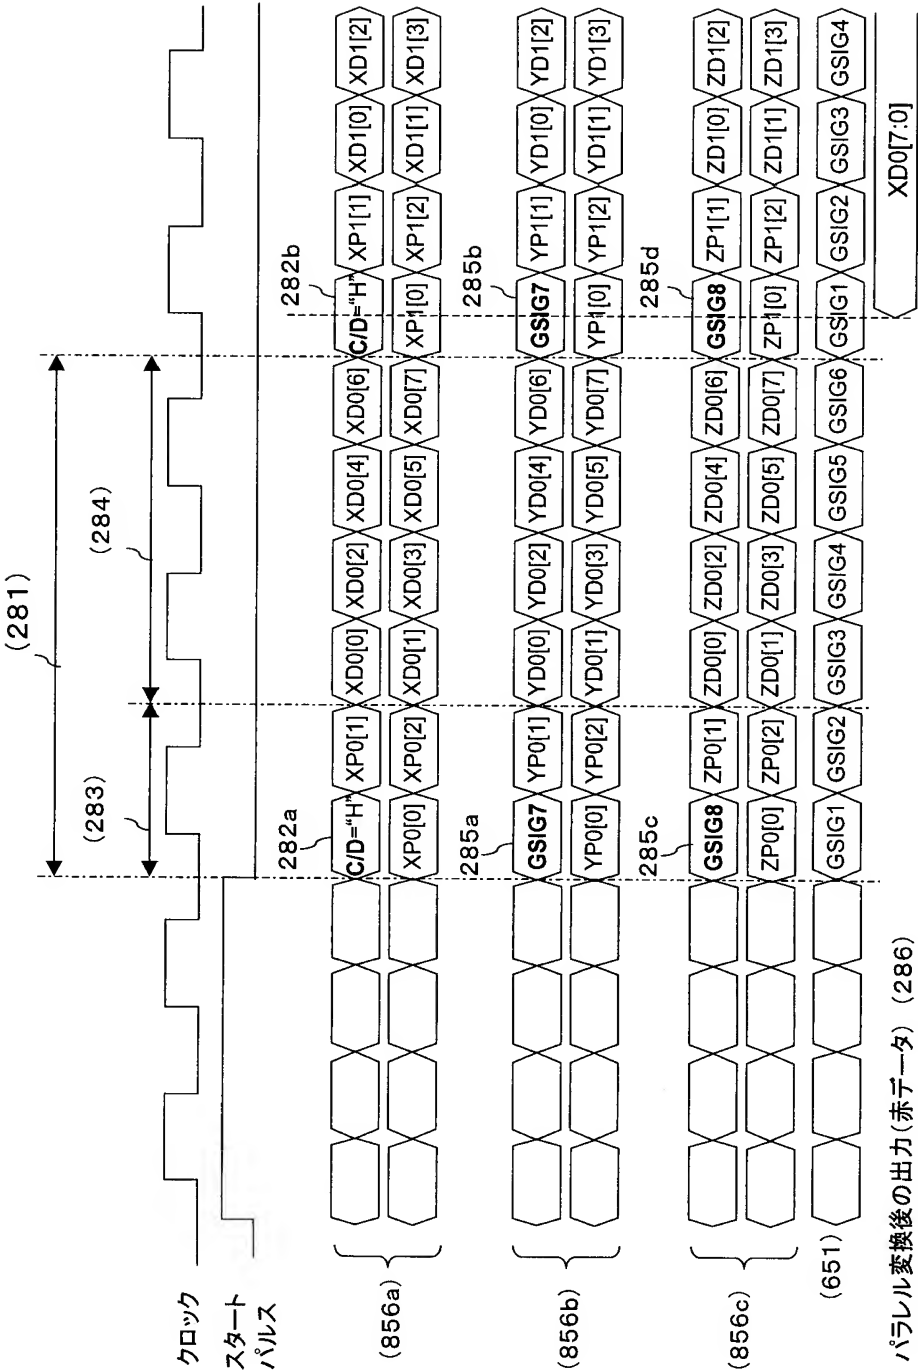 (281)
(283) (284)
クロック
スタート
パルス
282a 282b
(856a) C/D="H" XP0[1] XD0[0] XD0[2] XD0[4] XD0[6] C/D="H" XP1[1] XD1[0] XD1[2]
XP0[0] XP0[2] XD0[1] XD0[3] XD0[5] XD0[7] XP1[0] XP1[2] XD1[1] XD1[3]
285a 285b
(856b) GSIG7 YP0[1] YD0[0] YD0[2] YD0[4] YD0[6] GSIG7 YP1[1] YD1[0] YD1[2]
YP0[0] YP0[2] YD0[1] YD0[3] YD0[5] YD0[7] YP1[0] YP1[2] YD1[1] YD1[3]
285c 285d
(856c) GSIG8 ZP0[1] ZD0[0] ZD0[2] ZD0[4] ZD0[6] GSIG8 ZP1[1] ZD1[0] ZD1[2]
ZP0[0] ZP0[2] ZD0[1] ZD0[3] ZD0[5] ZD0[7] ZP1[0] ZP1[2] ZD1[1] ZD1[3]
(651) GSIG1 GSIG2 GSIG3 GSIG4 GSIG5 GSIG6 GSIG1 GSIG2 GSIG3 GSIG4
パラレル変換後の出力(赤データ) (286) XD0[7:0]